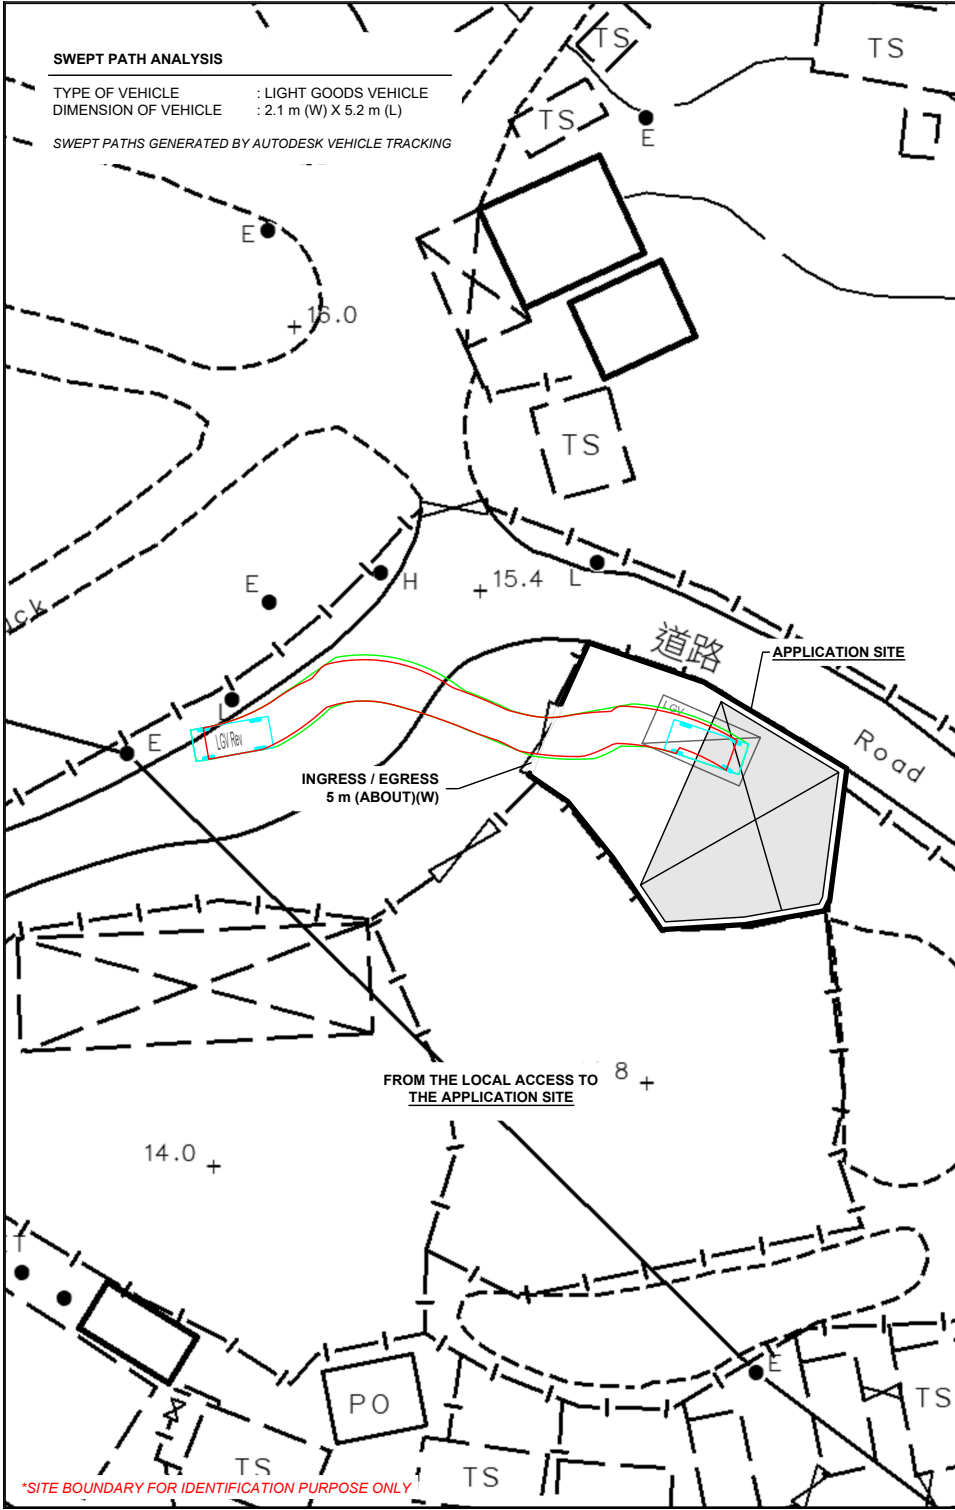 SWEPT PATH ANALYSIS
TYPE OF VEHICLE : LIGHT GOODS VEHICLE
DIMENSION OF VEHICLE : 2.1 m (W) X 5.2 m (L)
SWEPT PATHS GENERATED BY AUTODESK VEHICLE TRACKING
TS
TS
TS
E
E
16.0
TS
E
H
15.4
L
道路
APPLICATION SITE
L
LGV
E
LGV Rev
Road
INGRESS / EGRESS
5 m (ABOUT)(W)
FROM THE LOCAL ACCESS TO
THE APPLICATION SITE
8
14.0
E
PO
TS
TS
TS
*SITE BOUNDARY FOR IDENTIFICATION PURPOSE ONLY